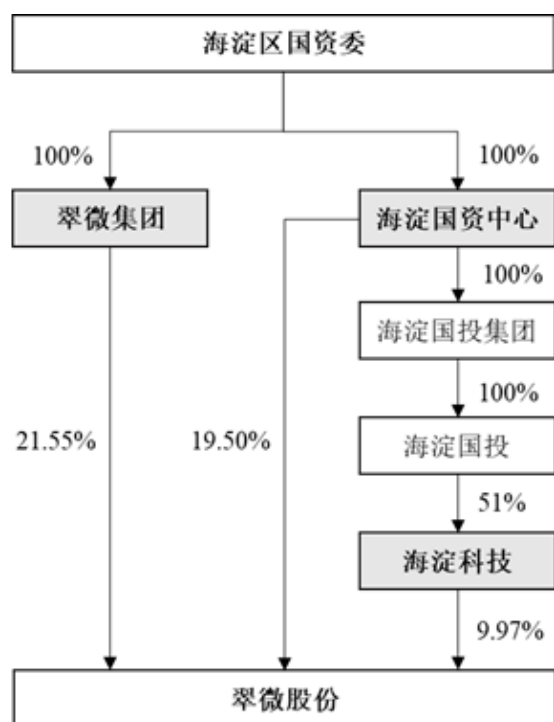 海淀区国资委
100%
100%
翠微集团
海淀国资中心
100%
海淀国投集团
100%
21.55%
19.50%
海淀国投
51%
海淀科技
9.97%
翠微股份